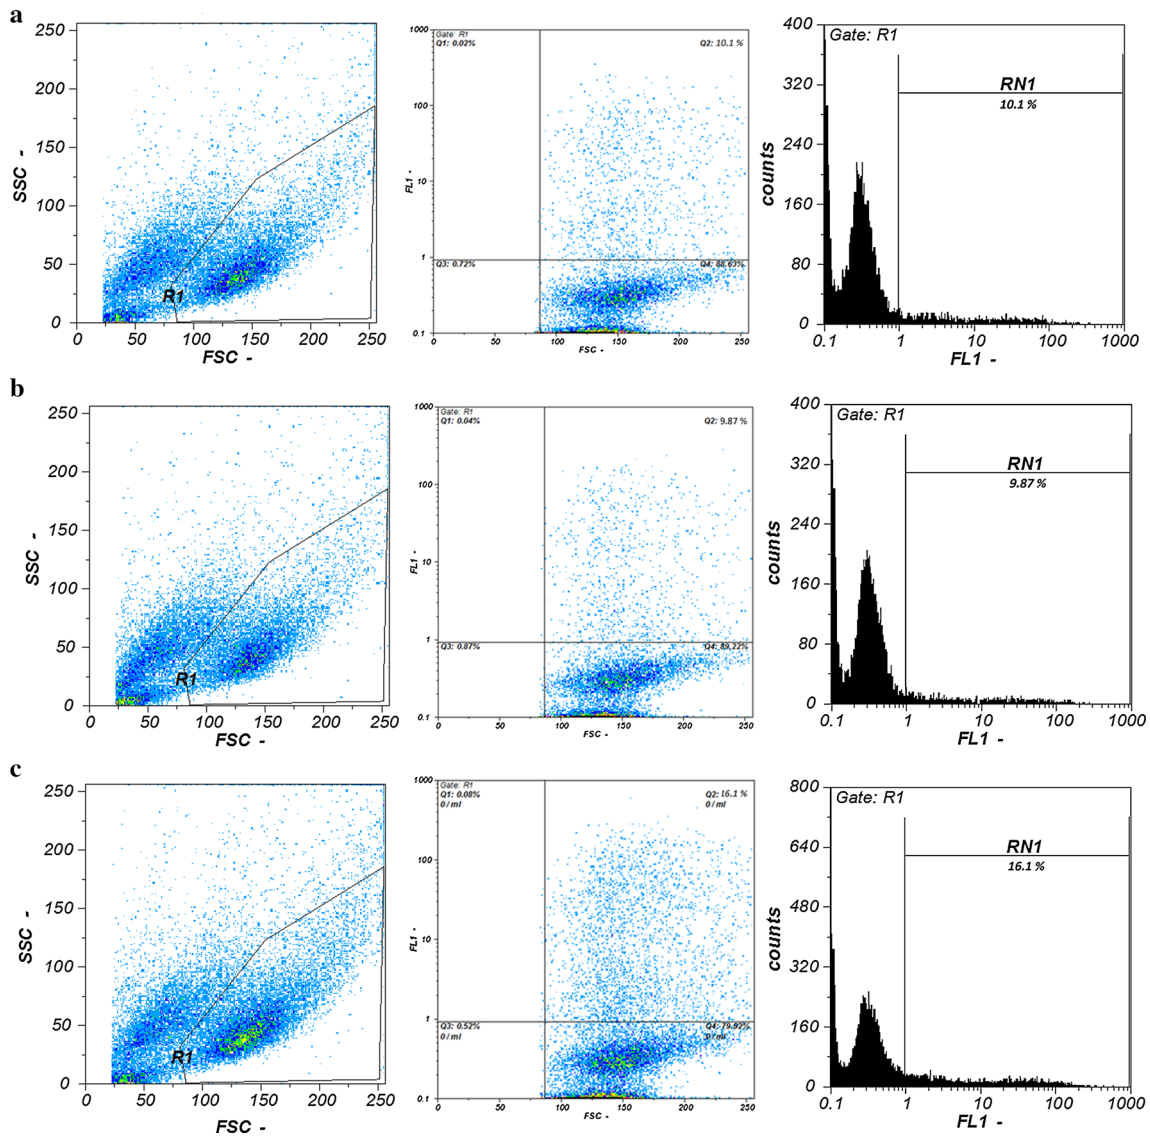 a
250
200
150
100
50
0
SSC -
0 50 100 150 200 250
FSC -
R1
Gate: R1
Q1: 0.02%
Q2: 10.1 %
Q3: 0.72%
Q4: 88.63%
1000
100
10
1
0.1
FL1 -
0 50 100 150 200 250
FSC -
Gate: R1
RN1
10.1 %
400
320
240
160
80
0
counts
0.1 1 10 100 1000
FL1 -
b
250
200
150
100
50
0
SSC -
0 50 100 150 200 250
FSC -
R1
Gate: R1
Q1: 0.04%
Q2: 9.87 %
Q3: 0.87%
Q4: 89.22%
1000
100
10
1
0.1
FL1 -
0 50 100 150 200 250
FSC -
Gate: R1
RN1
9.87 %
400
320
240
160
80
0
counts
0.1 1 10 100 1000
FL1 -
c
250
200
150
100
50
0
SSC -
0 50 100 150 200 250
FSC -
R1
Gate: R1
Q1: 0.08%
0 / ml
Q2: 16.1 %
0 / ml
Q3: 0.52%
0 / ml
Q4: 79.92%
0 / ml
1000
100
10
1
0.1
FL1 -
0 50 100 150 200 250
FSC -
Gate: R1
RN1
16.1 %
800
640
480
320
160
0
counts
0.1 1 10 100 1000
FL1 -